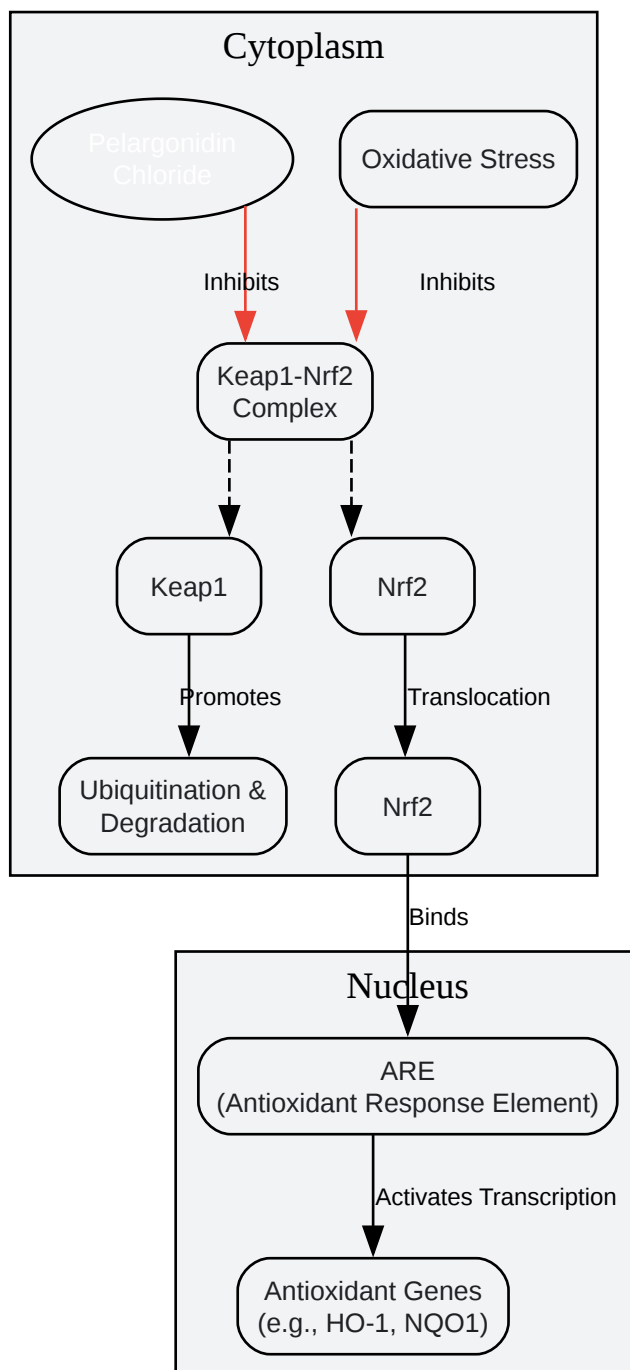 Cytoplasm
Pelargonidin
Chloride
Oxidative Stress
Inhibits
Inhibits
Keap1-Nrf2
Complex
Keap1
Nrf2
Promotes
Translocation
Ubiquitination &
Degradation
Nrf2
Binds
Nucleus
ARE
(Antioxidant Response Element)
Activates Transcription
Antioxidant Genes
(e.g., HO-1, NQO1)